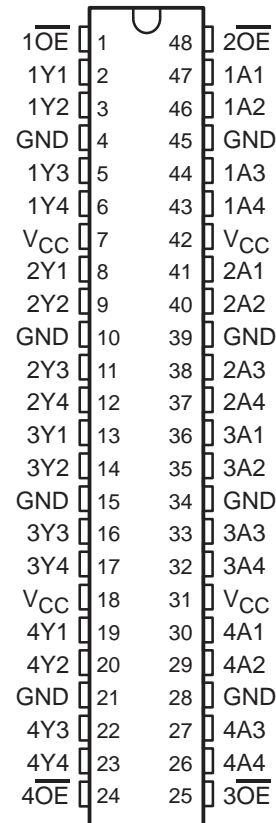 1O̅E̅ 1 48 2O̅E̅
1Y1 2 47 1A1
1Y2 3 46 1A2
GND 4 45 GND
1Y3 5 44 1A3
1Y4 6 43 1A4
VCC 7 42 VCC
2Y1 8 41 2A1
2Y2 9 40 2A2
GND 10 39 GND
2Y3 11 38 2A3
2Y4 12 37 2A4
3Y1 13 36 3A1
3Y2 14 35 3A2
GND 15 34 GND
3Y3 16 33 3A3
3Y4 17 32 3A4
VCC 18 31 VCC
4Y1 19 30 4A1
4Y2 20 29 4A2
GND 21 28 GND
4Y3 22 27 4A3
4Y4 23 26 4A4
4O̅E̅ 24 25 3O̅E̅